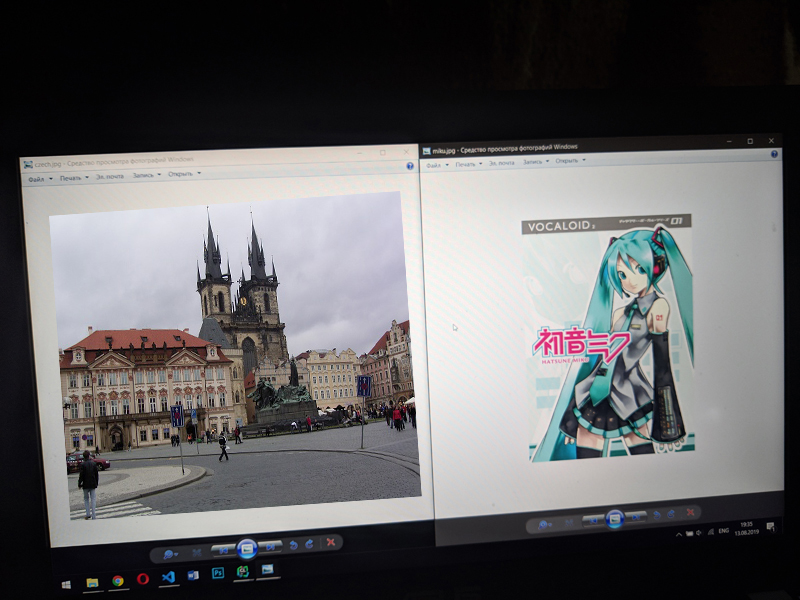 czech.jpg - Средство просмотра фотографий Windows
Файл Печать Эл. почта Запись Открыть
miku.jpg - Средство просмотра фотографий Windows
Файл Печать Эл. почта Запись Открыть
VOCALOID2
01
初音ミク
HATSUNE MIKU
ENG
19:35
13.08.2019